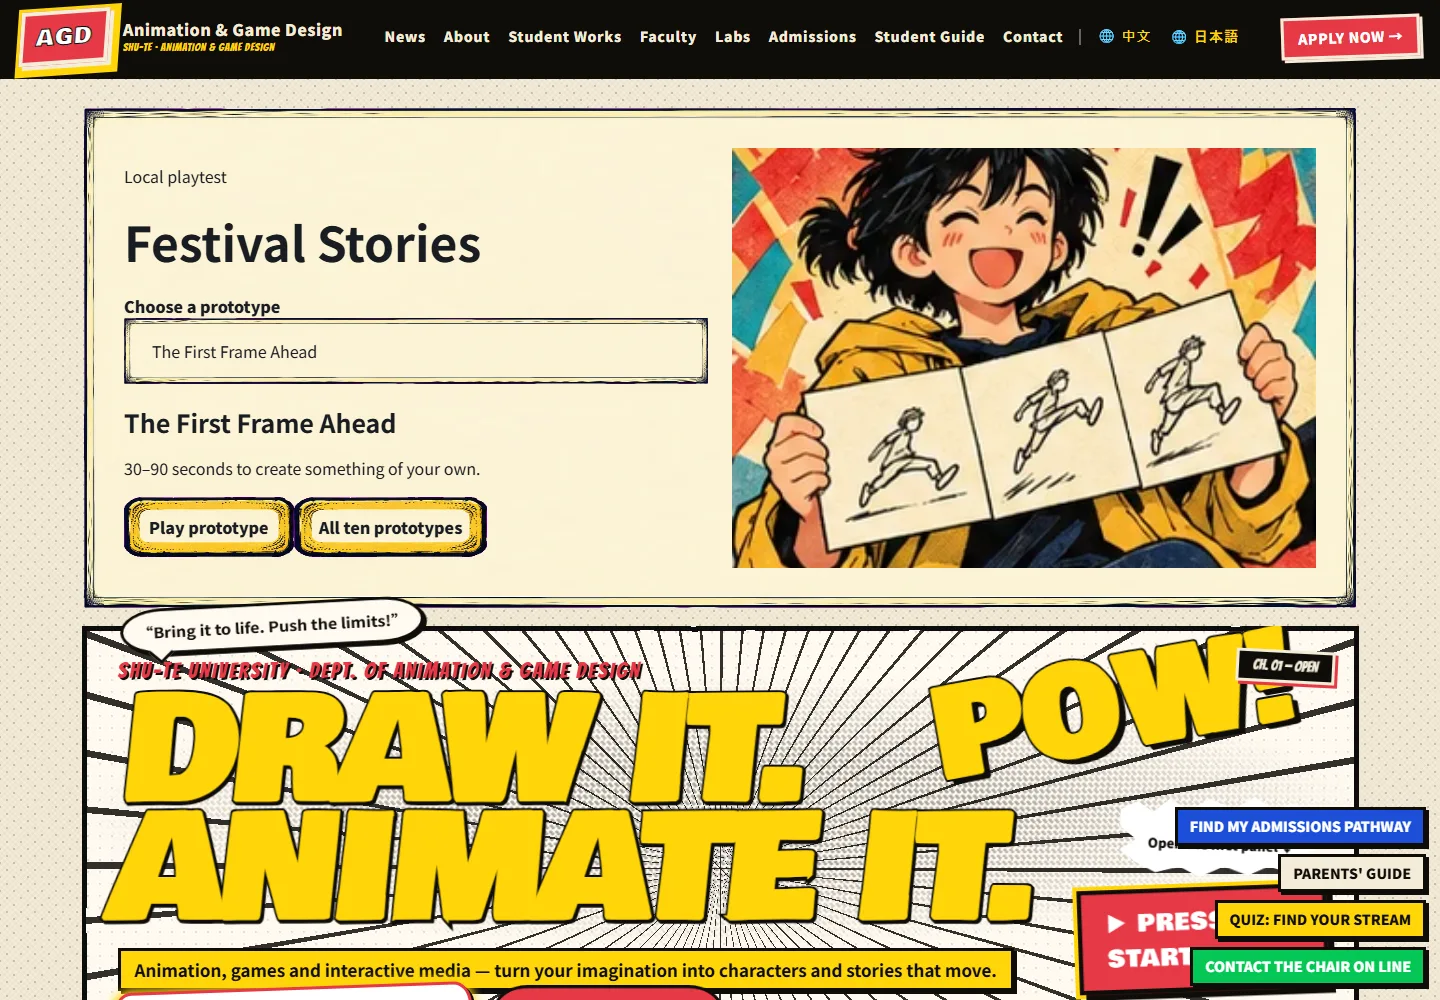 AGD
Animation & Game Design
SHU-TE · ANIMATION & GAME DESIGN
News
About
Student Works
Faculty
Labs
Admissions
Student Guide
Contact
中文
日本語
APPLY NOW →
Local playtest
Festival Stories
Choose a prototype
The First Frame Ahead
The First Frame Ahead
30–90 seconds to create something of your own.
Play prototype
All ten prototypes
!!
“Bring it to life. Push the limits!”
SHU-TE UNIVERSITY · DEPT. OF ANIMATION & GAME DESIGN
CH. 01 — OPEN
POW!
DRAW IT.
ANIMATE IT.
FIND MY ADMISSIONS PATHWAY
PARENTS' GUIDE
▶ PRESS
START
QUIZ: FIND YOUR STREAM
CONTACT THE CHAIR ON LINE
Animation, games and interactive media — turn your imagination into characters and stories that move.